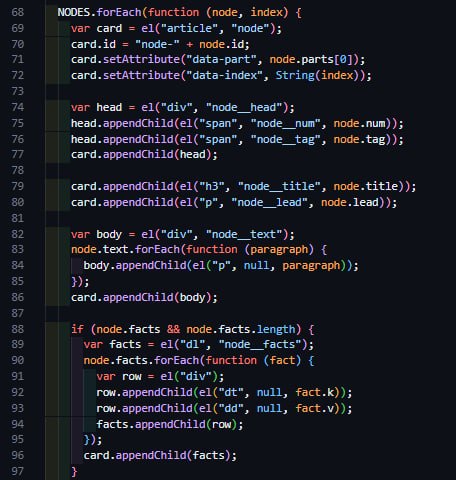 68 NODES.forEach(function (node, index) {
69 var card = el("article", "node");
70 card.id = "node-" + node.id;
71 card.setAttribute("data-part", node.parts[0]);
72 card.setAttribute("data-index", String(index));
73
74 var head = el("div", "node__head");
75 head.appendChild(el("span", "node__num", node.num));
76 head.appendChild(el("span", "node__tag", node.tag));
77 card.appendChild(head);
78
79 card.appendChild(el("h3", "node__title", node.title));
80 card.appendChild(el("p", "node__lead", node.lead));
81
82 var body = el("div", "node__text");
83 node.text.forEach(function (paragraph) {
84 body.appendChild(el("p", null, paragraph));
85 });
86 card.appendChild(body);
87
88 if (node.facts && node.facts.length) {
89 var facts = el("dl", "node__facts");
90 node.facts.forEach(function (fact) {
91 var row = el("div");
92 row.appendChild(el("dt", null, fact.k));
93 row.appendChild(el("dd", null, fact.v));
94 facts.appendChild(row);
95 });
96 card.appendChild(facts);
97 }